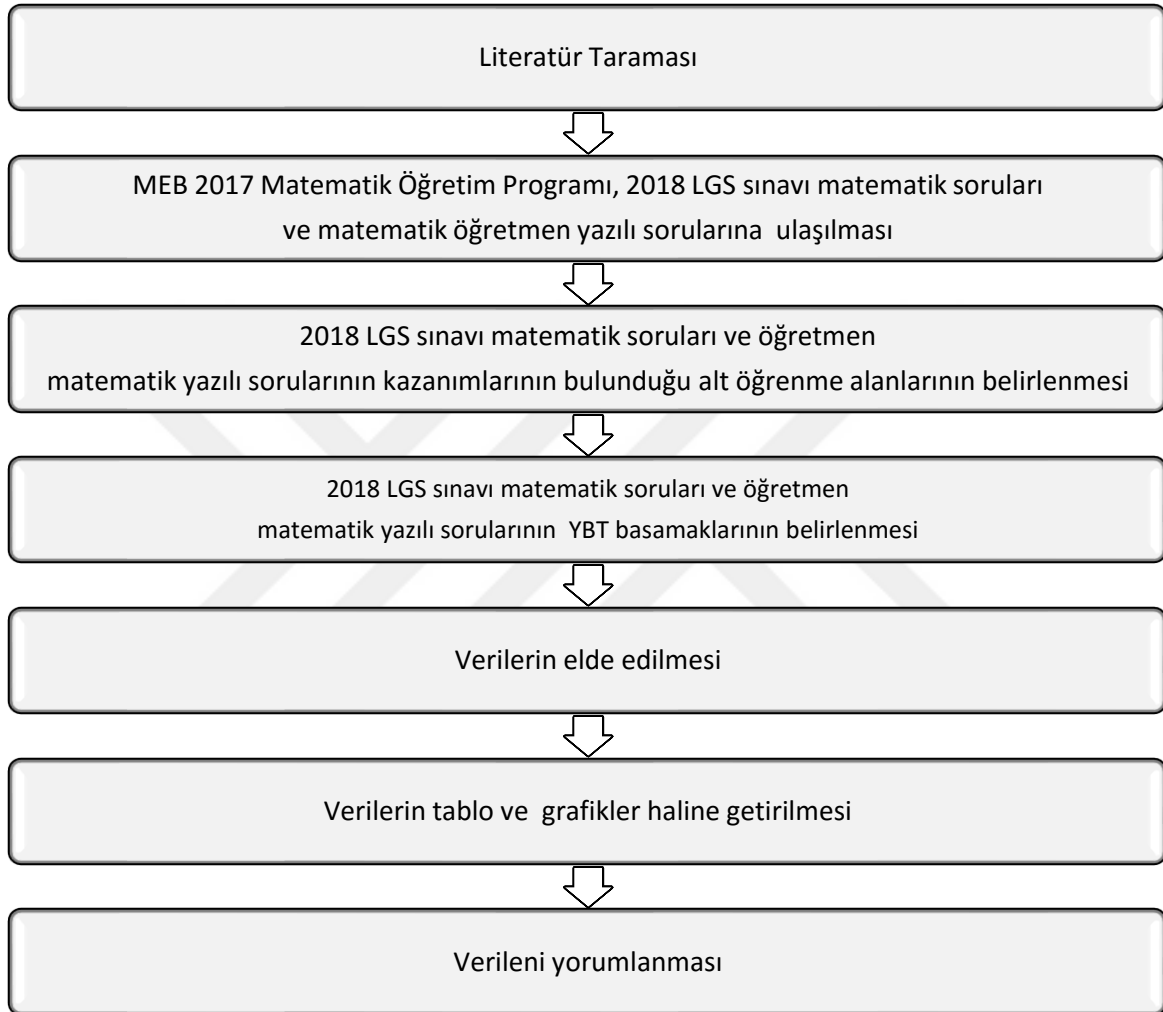 Literatür Taraması
MEB 2017 Matematik Öğretim Programı, 2018 LGS sınavı matematik soruları
ve matematik öğretmen yazılı sorularına ulaşılması
2018 LGS sınavı matematik soruları ve öğretmen
matematik yazılı sorularının kazanımlarının bulunduğu alt öğrenme alanlarının belirlenmesi
2018 LGS sınavı matematik soruları ve öğretmen
matematik yazılı sorularının YBT basamaklarının belirlenmesi
Verilerin elde edilmesi
Verilerin tablo ve grafikler haline getirilmesi
Verileni yorumlanması